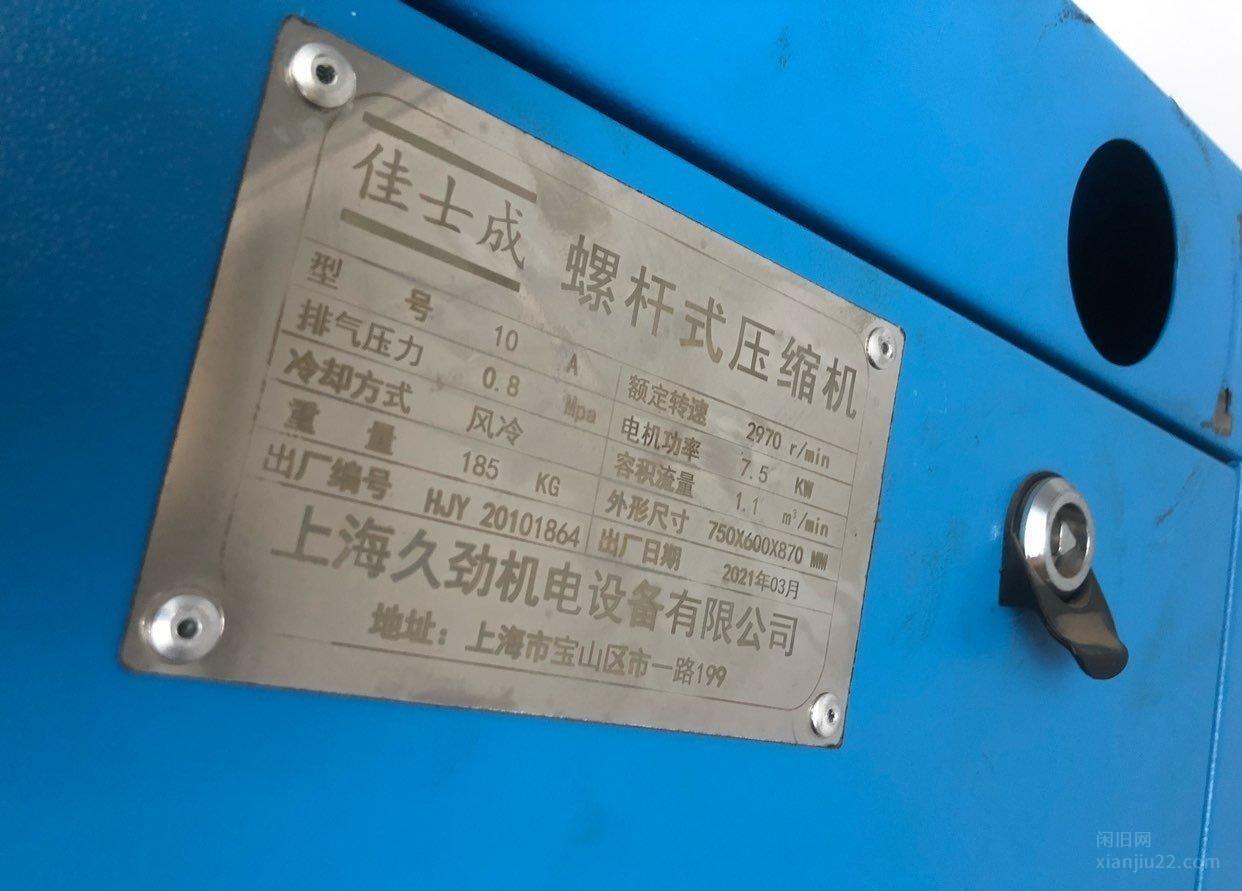 佳士成 螺杆式压缩机
型 号 10 A 额定转速 2970 r/min
排气压力 0.8 Mpa 电机功率 7.5 KW
冷却方式 风冷 容积流量 1.1 m³/min
重 量 185 KG 外形尺寸 750X600X870 MM
出厂编号 HJY 20101864 出厂日期 2021年03月
上海久劲机电设备有限公司
地址：上海市宝山区市一路199
闲旧网
xianjiu22.com